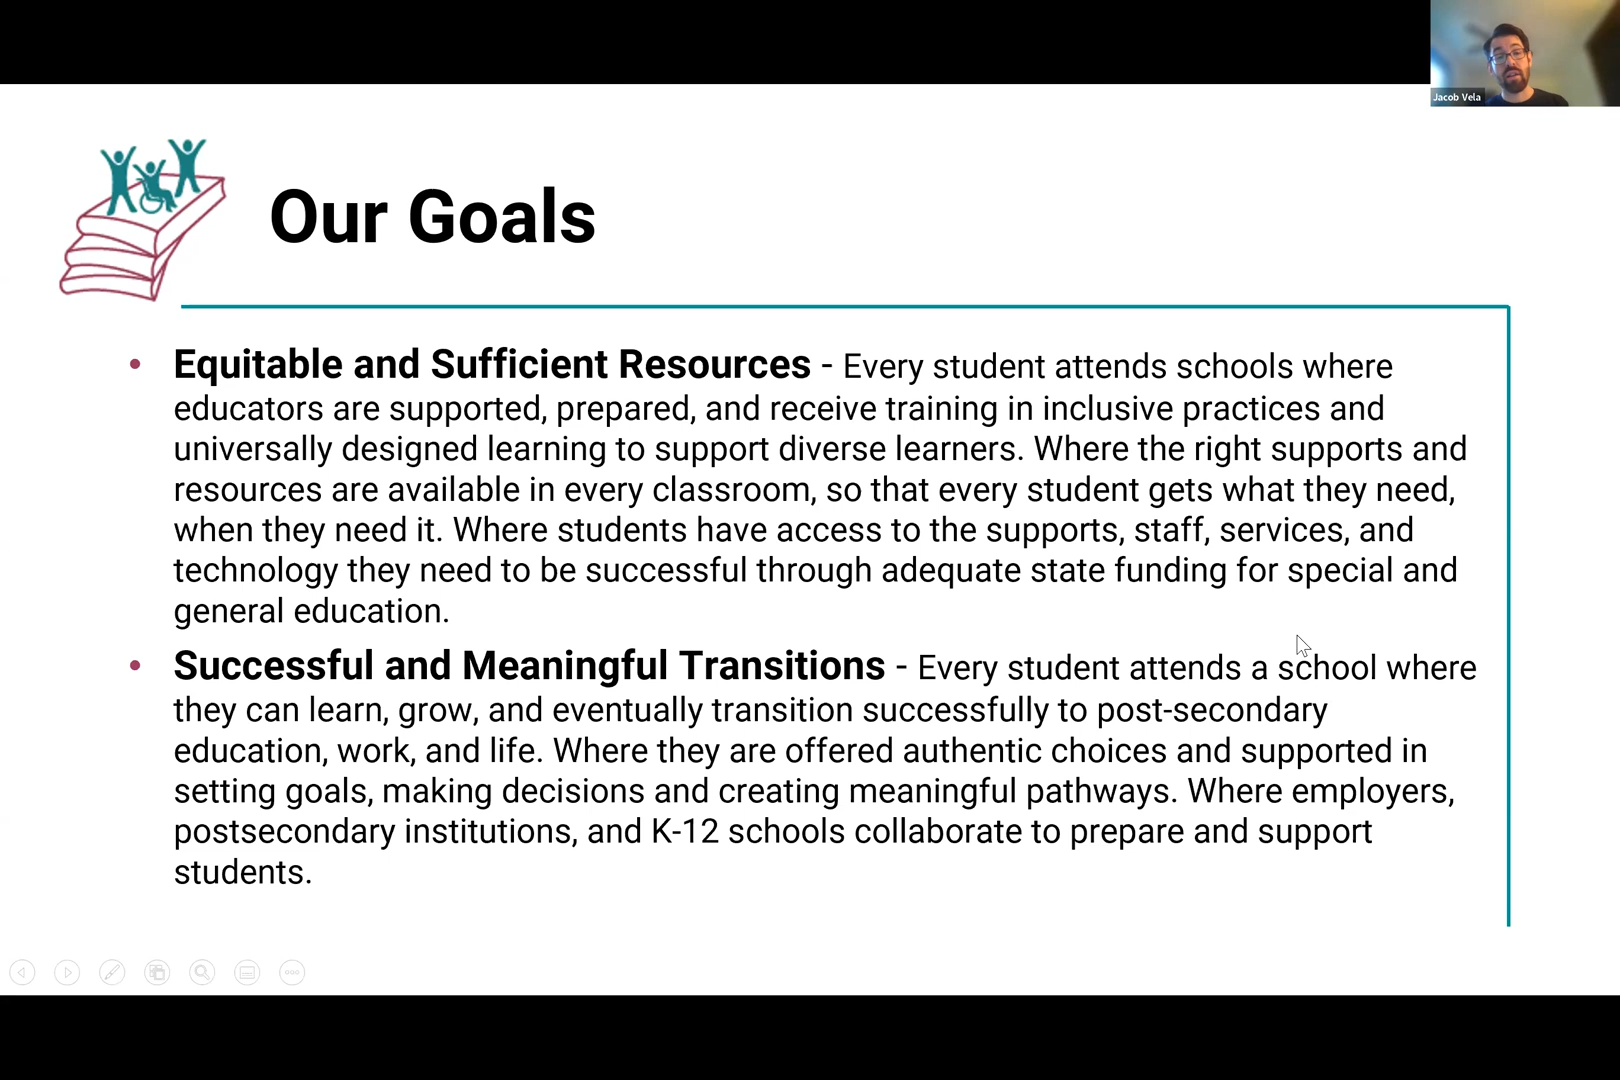 Jacob Vela
Our Goals
• Equitable and Sufficient Resources - Every student attends schools where
educators are supported, prepared, and receive training in inclusive practices and
universally designed learning to support diverse learners. Where the right supports and
resources are available in every classroom, so that every student gets what they need,
when they need it. Where students have access to the supports, staff, services, and
technology they need to be successful through adequate state funding for special and
general education.
• Successful and Meaningful Transitions - Every student attends a school where
they can learn, grow, and eventually transition successfully to post-secondary
education, work, and life. Where they are offered authentic choices and supported in
setting goals, making decisions and creating meaningful pathways. Where employers,
postsecondary institutions, and K-12 schools collaborate to prepare and support
students.